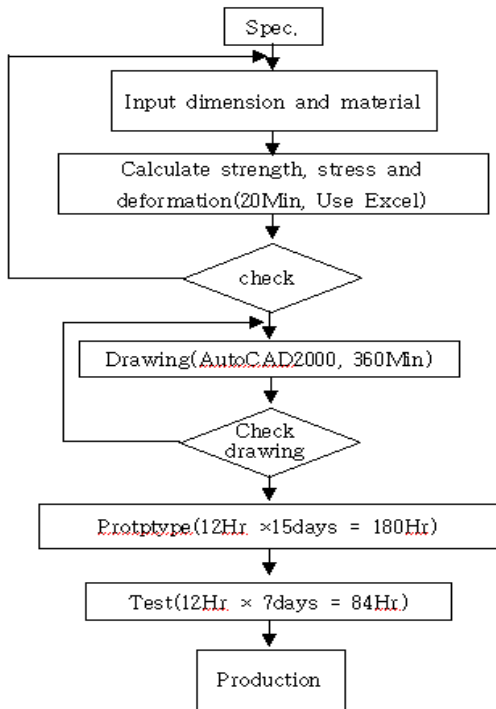 Spec.
Input dimension and material
Calculate strength, stress and
deformation(20Min, Use Excel)
check
Drawing(AutoCAD2000, 360Min)
Check
drawing
Protptype(12Hr ×15days = 180Hr)
Test(12Hr × 7days = 84Hr)
Production